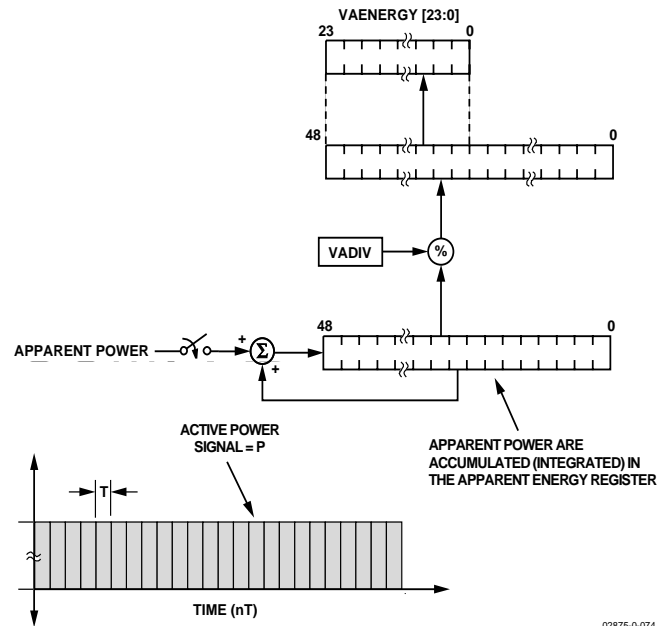 VAENERGY [23:0]
23 0
48 0
VADIV
%
48 0
APPARENT POWER
+
Σ
+
ACTIVE POWER
SIGNAL = P
APPARENT POWER ARE
ACCUMULATED (INTEGRATED) IN
THE APPARENT ENERGY REGISTER
T
TIME (nT)
02875-0-074